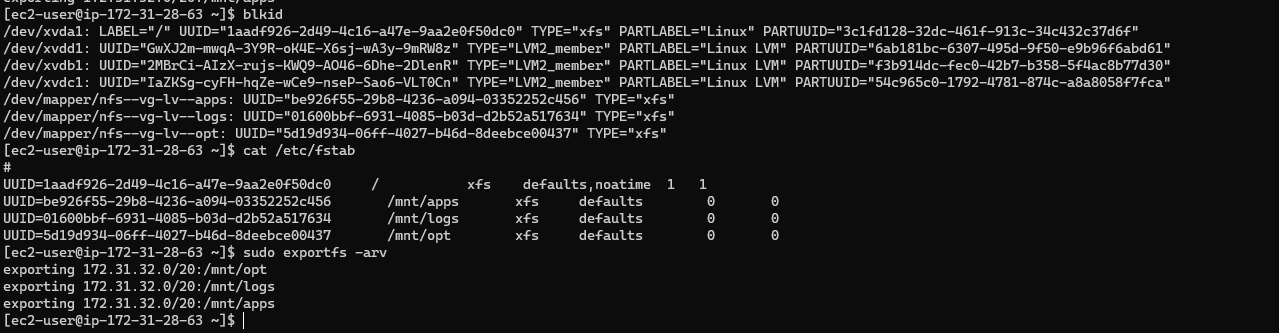 [ec2-user@ip-172-31-28-63 ~]$ blkid
/dev/xvda1: LABEL="/" UUID="1aadf926-2d49-4c16-a47e-9aa2e0f50dc0" TYPE="xfs" PARTLABEL="Linux" PARTUUID="3c1fd128-32dc-461f-913c-34c432c37d6f"
/dev/xvdd1: UUID="GwXJ2m-mwqA-3Y9R-oK4E-X6sj-wA3y-9mRW8z" TYPE="LVM2_member" PARTLABEL="Linux LVM" PARTUUID="6ab181bc-6307-495d-9f50-e9b96f6abd61"
/dev/xvdb1: UUID="2MBrCi-AIzX-rujs-KWQ9-AO46-6Dhe-2DlenR" TYPE="LVM2_member" PARTLABEL="Linux LVM" PARTUUID="f3b914dc-fec0-42b7-b358-5f4ac8b77d30"
/dev/xvdc1: UUID="IaZKSg-cyFH-hqZe-wCe9-nseP-Sao6-VLT0Cn" TYPE="LVM2_member" PARTLABEL="Linux LVM" PARTUUID="54c965c0-1792-4781-874c-a8a8058f7fca"
/dev/mapper/nfs--vg-lv--apps: UUID="be926f55-29b8-4236-a094-03352252c456" TYPE="xfs"
/dev/mapper/nfs--vg-lv--logs: UUID="01600bbf-6931-4085-b03d-d2b52a517634" TYPE="xfs"
/dev/mapper/nfs--vg-lv--opt: UUID="5d19d934-06ff-4027-b46d-8deebce00437" TYPE="xfs"
[ec2-user@ip-172-31-28-63 ~]$ cat /etc/fstab
#
UUID=1aadf926-2d49-4c16-a47e-9aa2e0f50dc0     /           xfs    defaults,noatime  1   1
UUID=be926f55-29b8-4236-a094-03352252c456       /mnt/apps       xfs     defaults        0       0
UUID=01600bbf-6931-4085-b03d-d2b52a517634       /mnt/logs       xfs     defaults        0       0
UUID=5d19d934-06ff-4027-b46d-8deebce00437       /mnt/opt        xfs     defaults        0       0
[ec2-user@ip-172-31-28-63 ~]$ sudo exportfs -arv
exporting 172.31.32.0/20:/mnt/opt
exporting 172.31.32.0/20:/mnt/logs
exporting 172.31.32.0/20:/mnt/apps
[ec2-user@ip-172-31-28-63 ~]$